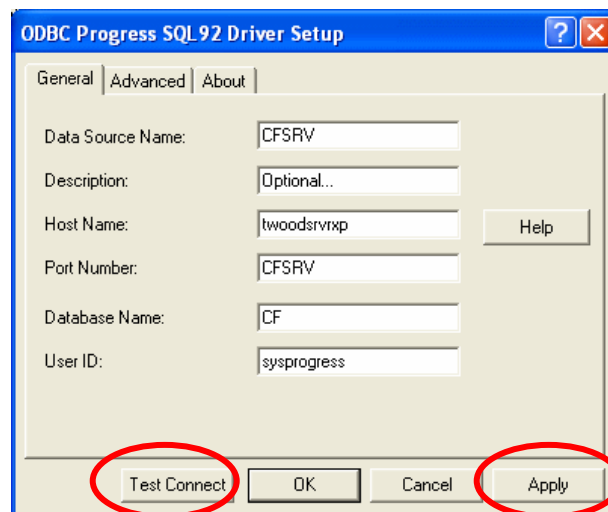 ODBC Progress SQL92 Driver Setup
General Advanced About
Data Source Name: CFSRV
Description: Optional...
Host Name: twoodsrvrxp
Help
Port Number: CFSRV
Database Name: CF
User ID: sysprogress
Test Connect OK Cancel Apply